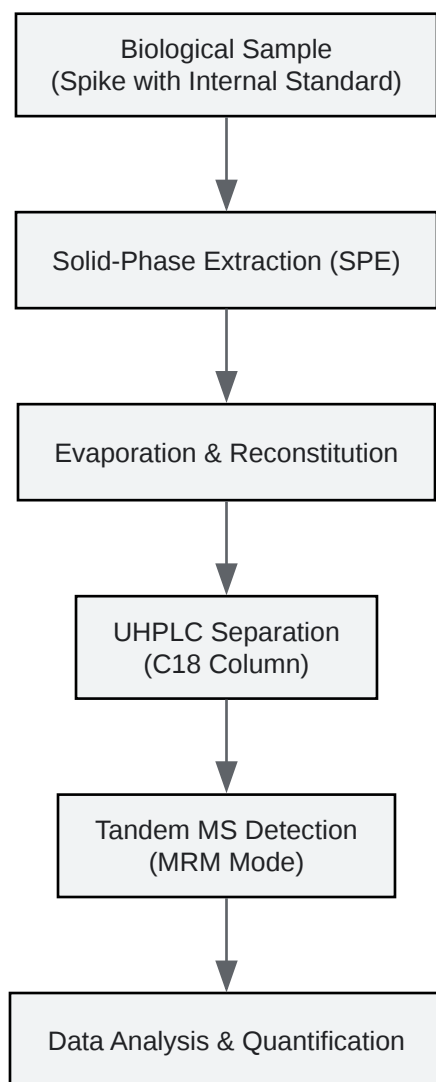 Biological Sample
(Spike with Internal Standard)
Solid-Phase Extraction (SPE)
Evaporation & Reconstitution
UHPLC Separation
(C18 Column)
Tandem MS Detection
(MRM Mode)
Data Analysis & Quantification